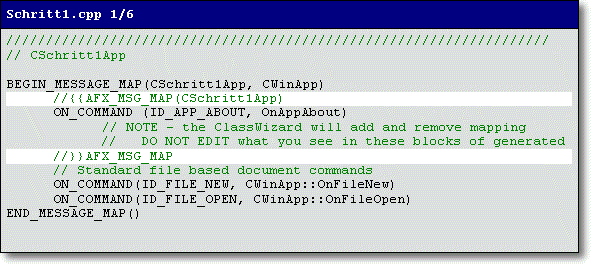 Schritt1.cpp 1/6
/////////////////////////////////////////////////////////////////////
// CSchritt1App
BEGIN_MESSAGE_MAP(CSchritt1App, CWinApp)
//{{AFX_MSG_MAP(CSchritt1App)
ON_COMMAND (ID_APP_ABOUT, OnAppAbout)
// NOTE - the ClassWizard will add and remove mapping
//    DO NOT EDIT what you see in these blocks of generated
//}}AFX_MSG_MAP
// Standard file based document commands
ON_COMMAND(ID_FILE_NEW, CWinApp::OnFileNew)
ON_COMMAND(ID_FILE_OPEN, CWinApp::OnFileOpen)
END_MESSAGE_MAP()